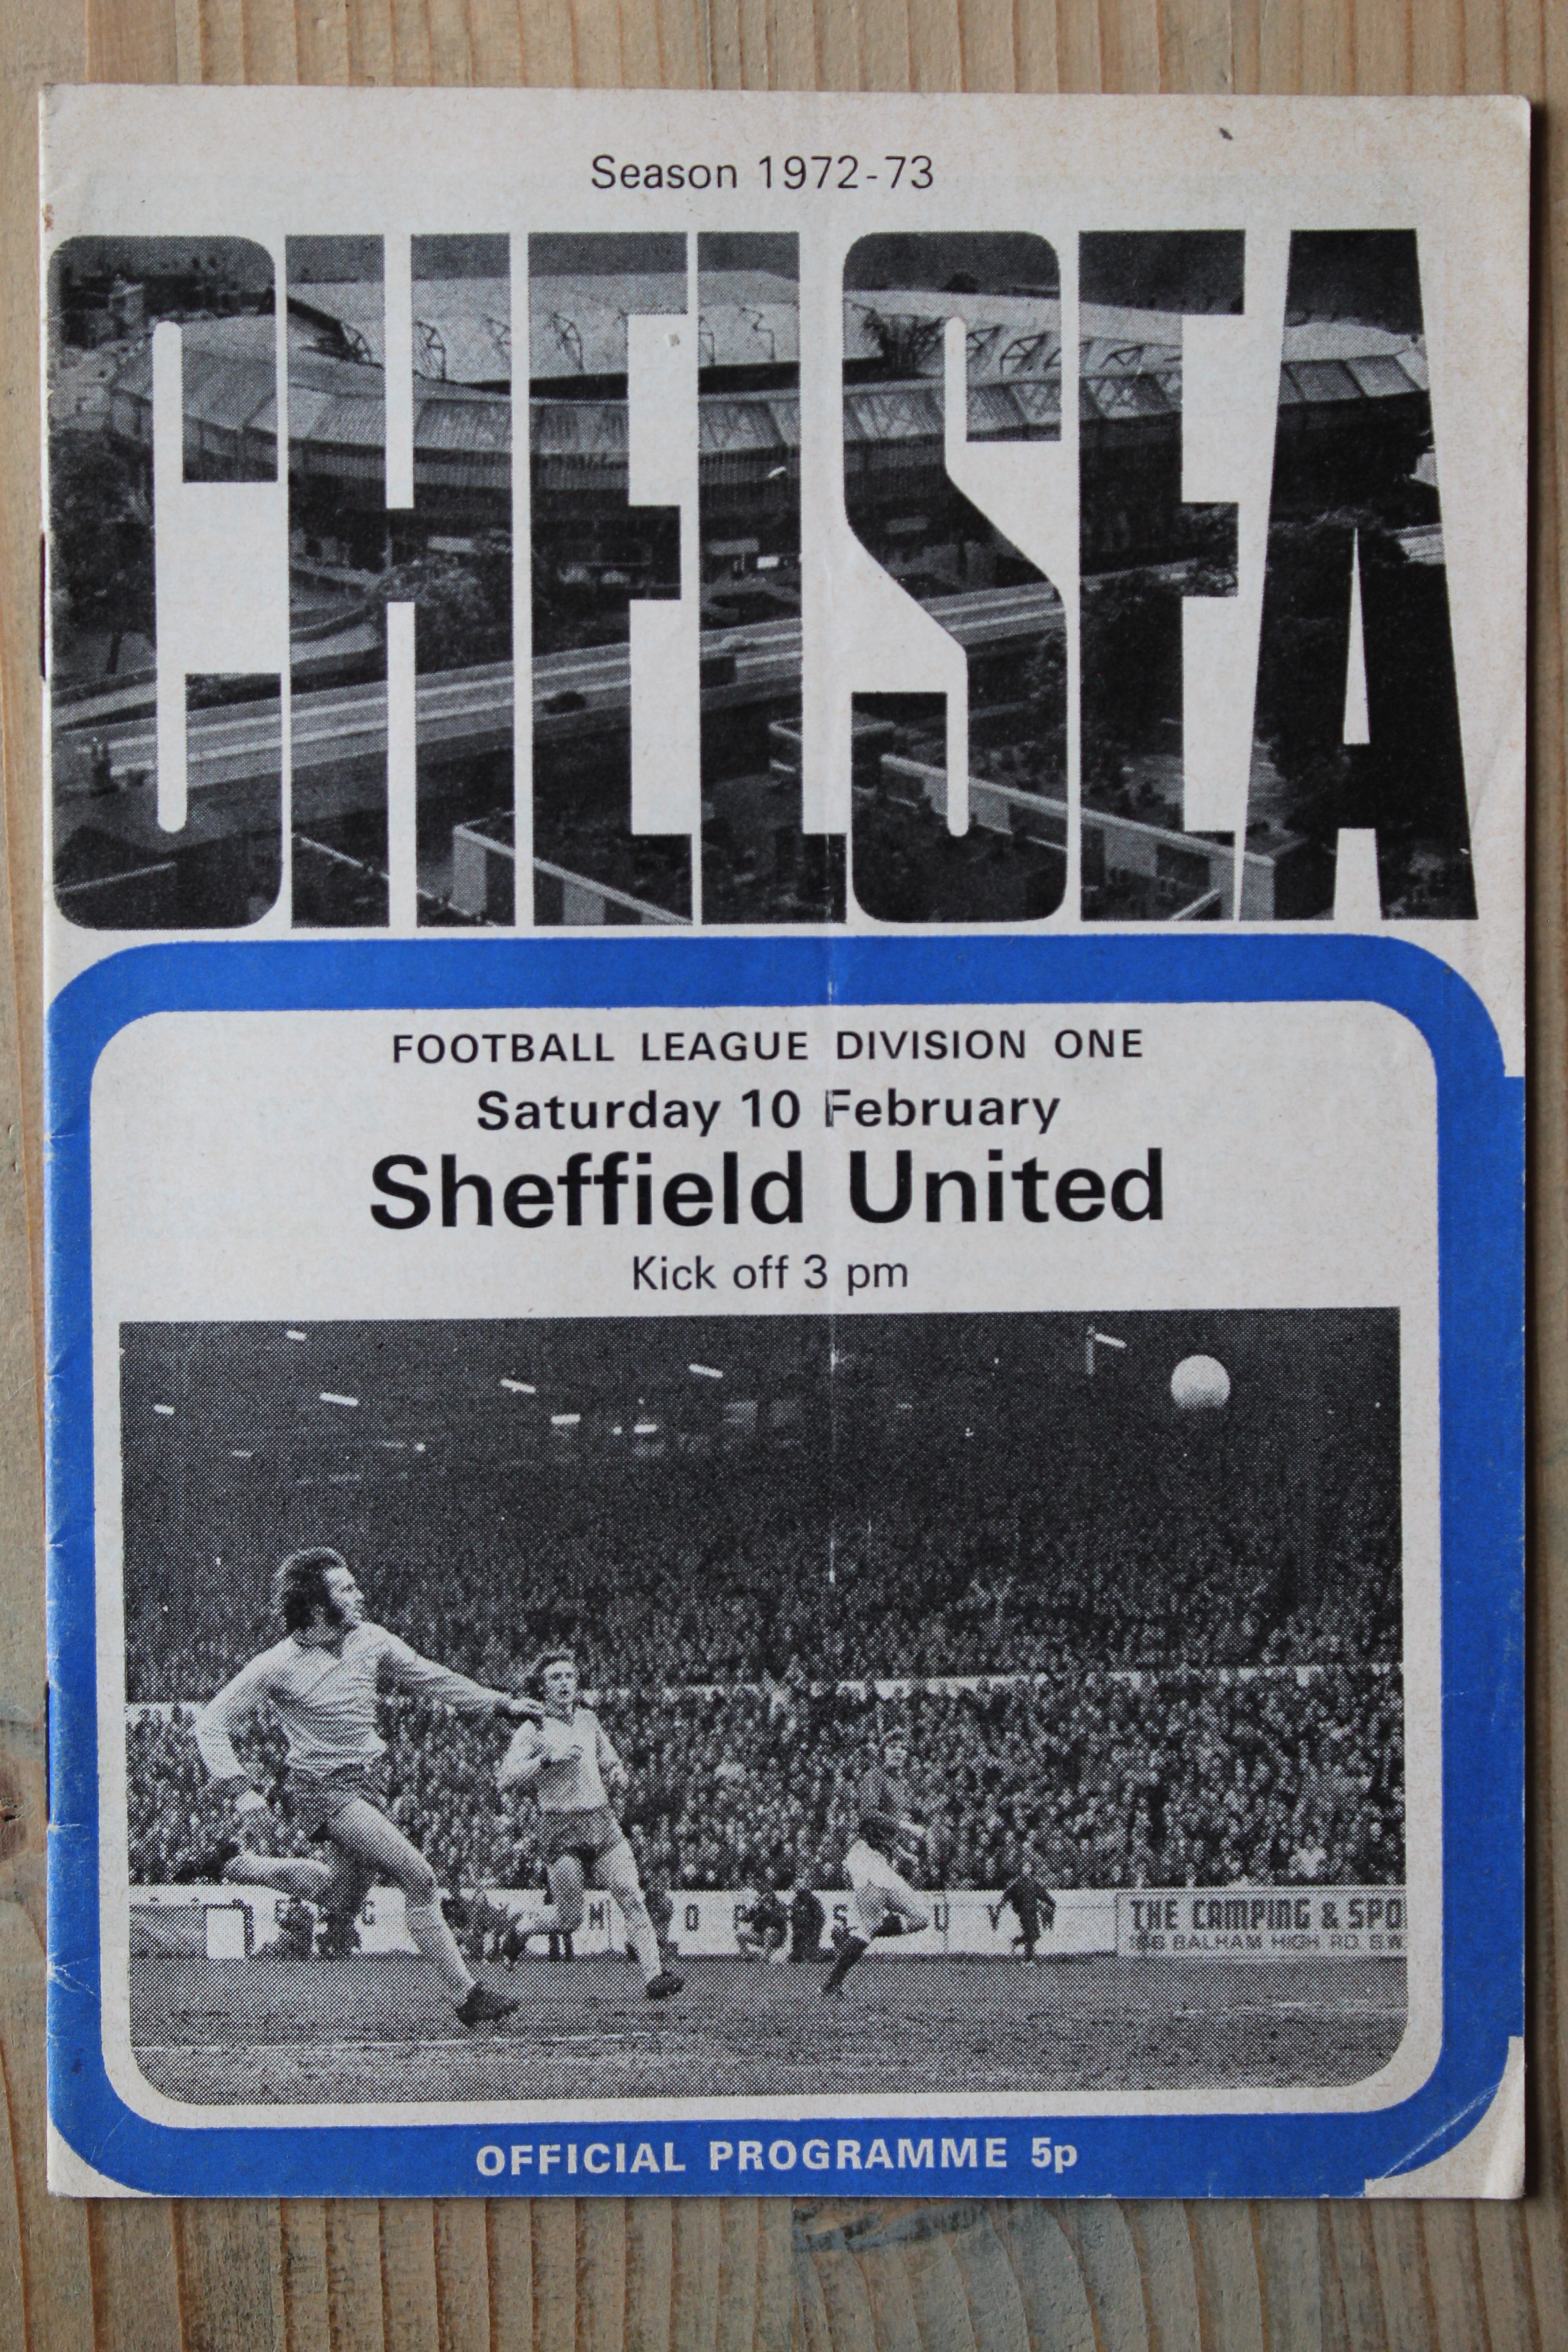 Season 1972-73
CHELSEA
FOOTBALL LEAGUE DIVISION ONE
Saturday 10 February
Sheffield United
Kick off 3 pm
THE CAMPING & SPO
BALHAM HIGH RD. S.W.
OFFICIAL PROGRAMME 5p